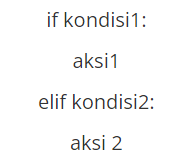 if kondisi1:
aksi1
elif kondisi2:
aksi 2